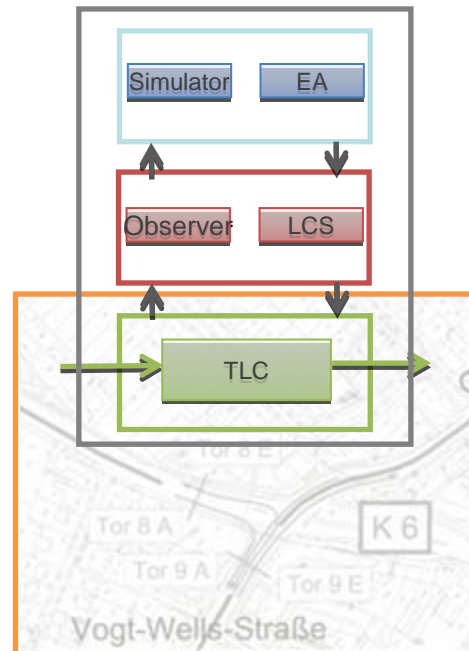 Simulator
EA
Observer
LCS
TLC
Tor 8 E
Tor 8 A
K 6
Tor 9 A
Tor 9 E
Vogt-Wells-Straße